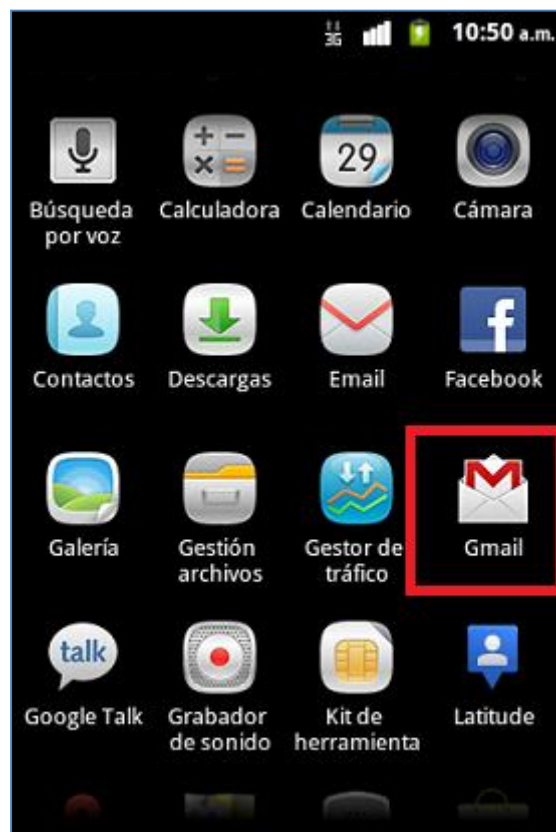 3G 10:50 a.m.
29
Búsqueda por voz
Calculadora
Calendario
Cámara
f
Contactos
Descargas
Email
Facebook
Galería
Gestión archivos
Gestor de tráfico
Gmail
talk
Google Talk
Grabador de sonido
Kit de herramienta
Latitude